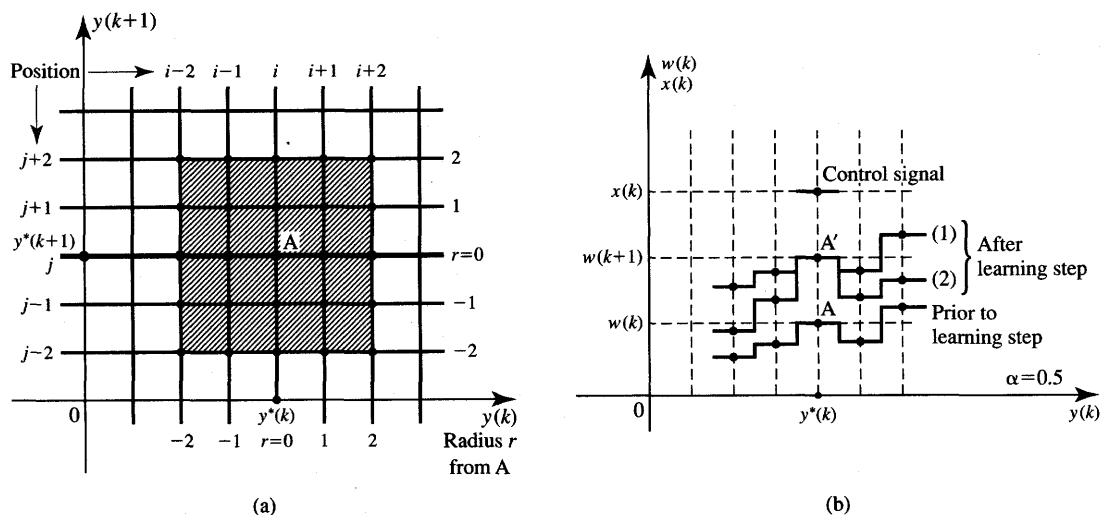 y(k+1)
Position
i−2 i−1 i i+1 i+2
j+2 2
j+1 1
y*(k+1)
A
j r=0
j−1 −1
j−2 −2
0 y*(k) y(k)
−2 −1 r=0 1 2 Radius r
from A
(a)
w(k)
x(k)
Control signal
x(k)
(1)
A′
After
w(k+1)
learning step
(2)
A
Prior to
w(k)
learning step
α=0.5
0 y*(k) y(k)
(b)